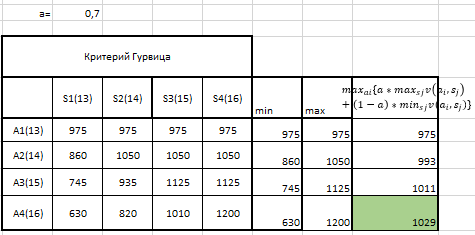 a= 0,7
Критерий Гурвица
S1(13) S2(14) S3(15) S4(16) min max max_{ai}{a ∗ max_{sj}v(a_i, s_j)
+ (1 − a) ∗ min_{sj}v(a_i, s_j)}
A1(13) 975 975 975 975 975 975 975
A2(14) 860 1050 1050 1050 860 1050 993
A3(15) 745 935 1125 1125 745 1125 1011
A4(16) 630 820 1010 1200 630 1200 1029